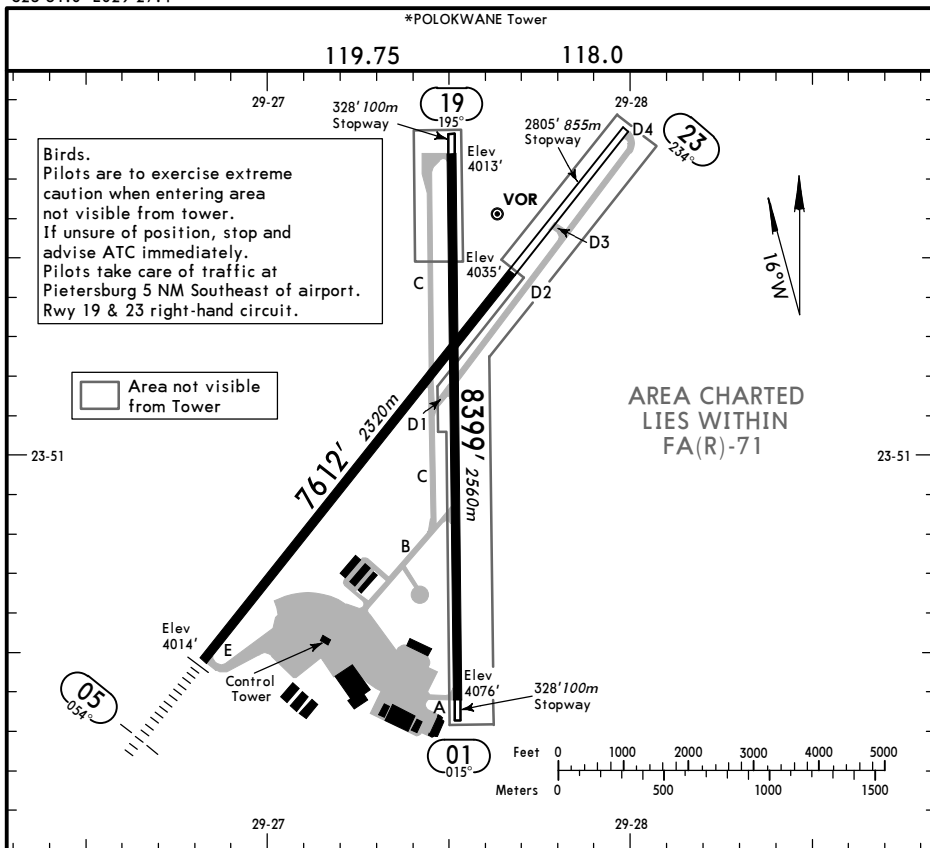 *POLOKWANE Tower
119.75
118.0
29-27
29-28
328' 100m
Stopway
19
195°
Elev
4013'
2805' 855m
Stopway
D4
23
234°
Birds.
Pilots are to exercise extreme
caution when entering area
not visible from tower.
If unsure of position, stop and
advise ATC immediately.
Pilots take care of traffic at
Pietersburg 5 NM Southeast of airport.
Rwy 19 & 23 right-hand circuit.
VOR
D3
Elev
4035'
D2
C
16°W
Area not visible
from Tower
D1
7612' 2320m
8399' 2560m
AREA CHARTED
LIES WITHIN
FA(R)-71
23-51
23-51
C
B
Elev
4014'
E
Control
Tower
05
054°
Elev
4076'
A
328'100m
Stopway
01
015°
Feet 0 1000 2000 3000 4000 5000
Meters 0 500 1000 1500
29-27
29-28